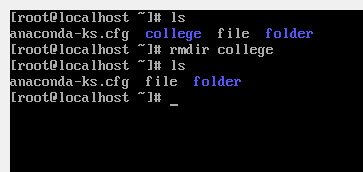 [root@localhost ~]# ls
anaconda-ks.cfg  college  file  folder
[root@localhost ~]# rmdir college
[root@localhost ~]# ls
anaconda-ks.cfg  file  folder
[root@localhost ~]# _